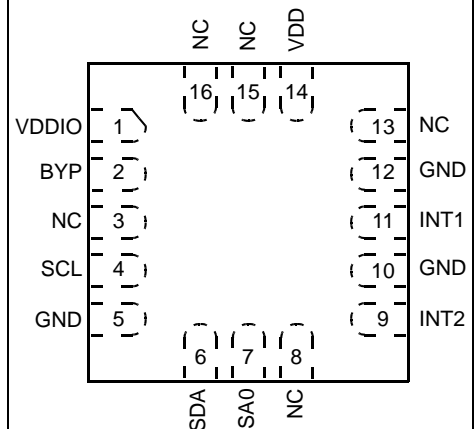 NC NC VDD
16 15 14
VDDIO 1 13 NC
BYP 2 12 GND
NC 3 11 INT1
SCL 4 10 GND
GND 5 9 INT2
6 7 8
SDA SA0 NC